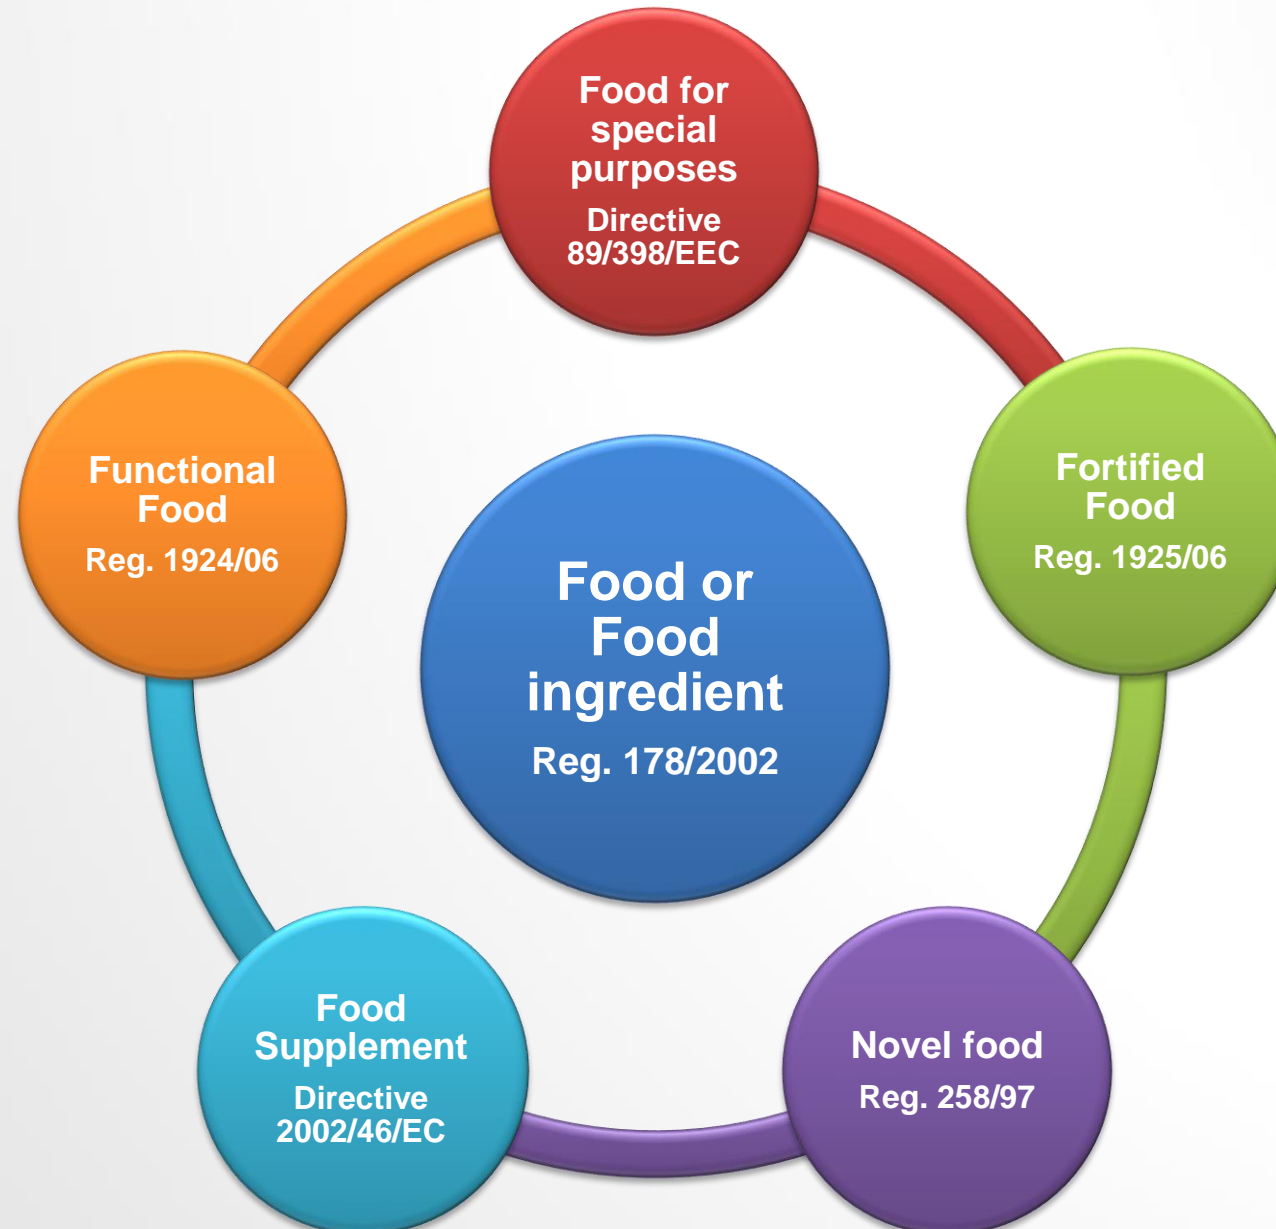 Food for
special
purposes
Directive
89/398/EEC
Fortified
Food
Reg. 1925/06
Novel food
Reg. 258/97
Food
Supplement
Directive
2002/46/EC
Functional
Food
Reg. 1924/06
Food or
Food
ingredient
Reg. 178/2002